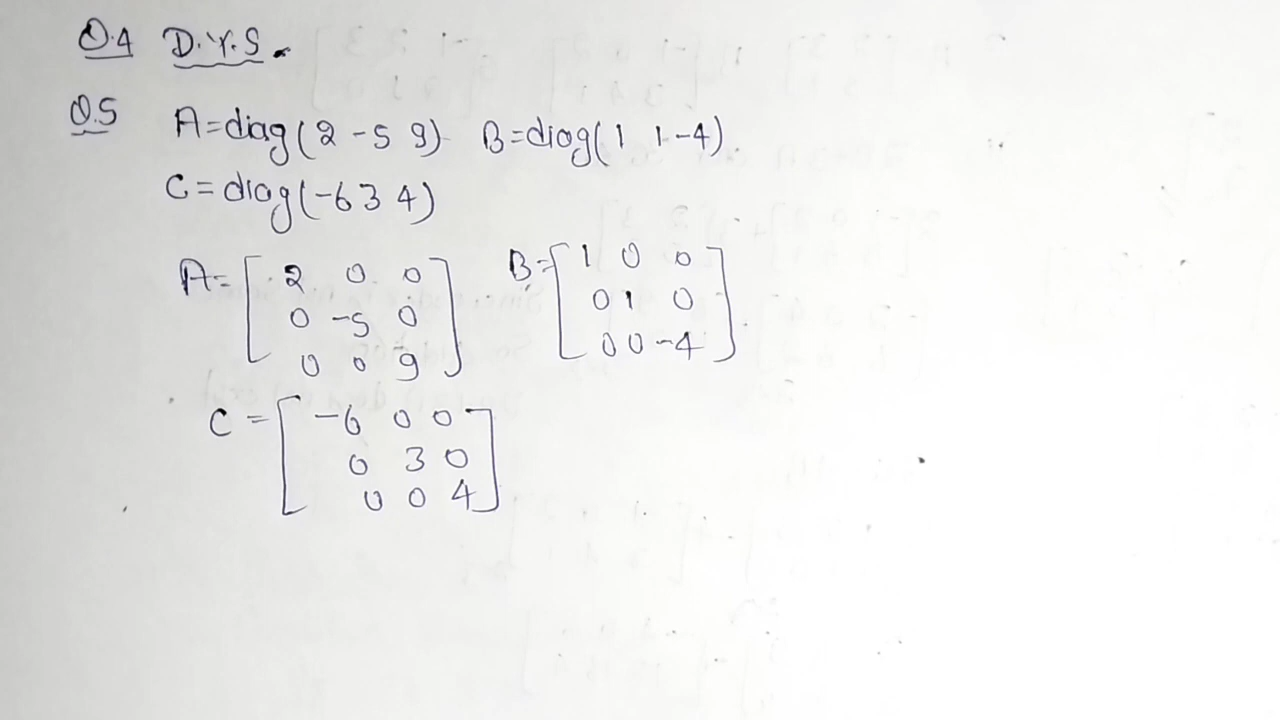 Q.4 D.Y.S.
Q.5 A=diag(2 -5 9) B=diag(1 1 -4)
C=diag(-6 3 4)
A=[2 0 0 B=[1 0 0
0 -5 0 0 1 0
0 0 9] 0 0 -4]
C=[-6 0 0
0 3 0
0 0 4]